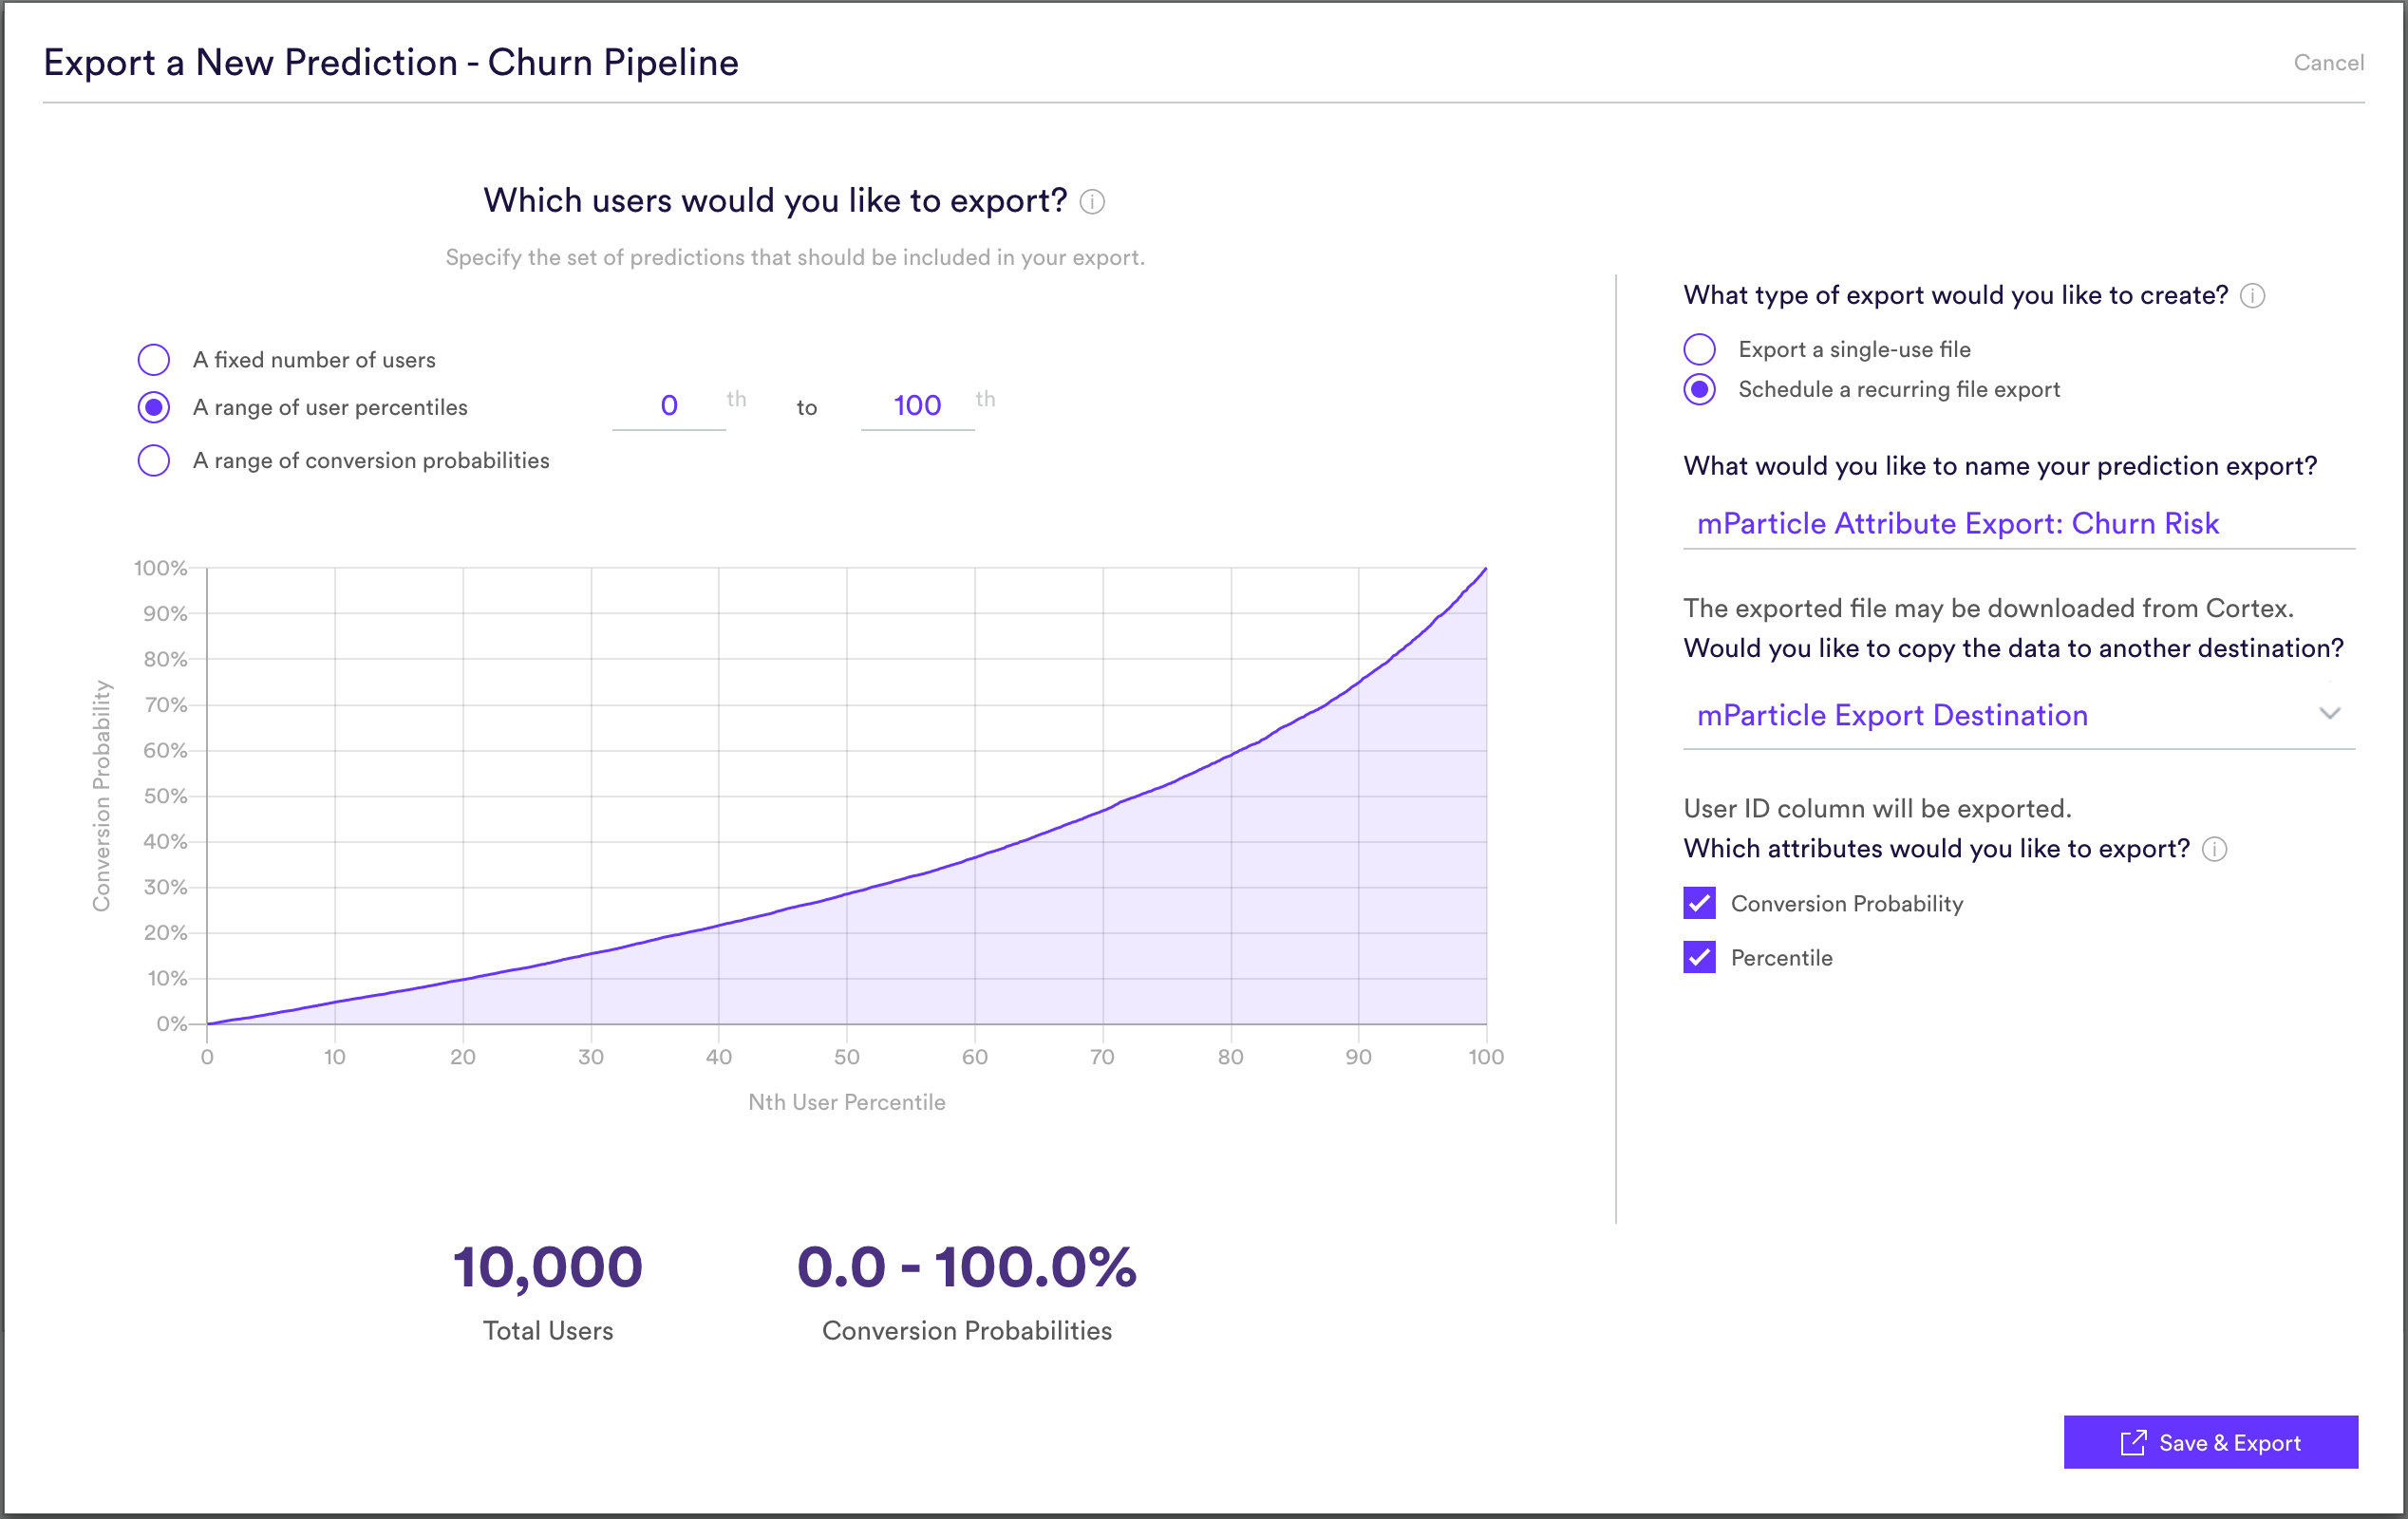 Export a New Prediction - Churn Pipeline
Cancel
Which users would you like to export?
Specify the set of predictions that should be included in your export.
A fixed number of users
A range of user percentiles
0 th to 100 th
A range of conversion probabilities
100%
90%
80%
70%
60%
50%
40%
30%
20%
10%
0%
Conversion Probability
0 10 20 30 40 50 60 70 80 90 100
Nth User Percentile
10,000
Total Users
0.0 - 100.0%
Conversion Probabilities
What type of export would you like to create?
Export a single-use file
Schedule a recurring file export
What would you like to name your prediction export?
mParticle Attribute Export: Churn Risk
The exported file may be downloaded from Cortex.
Would you like to copy the data to another destination?
mParticle Export Destination
User ID column will be exported.
Which attributes would you like to export?
Conversion Probability
Percentile
Save & Export